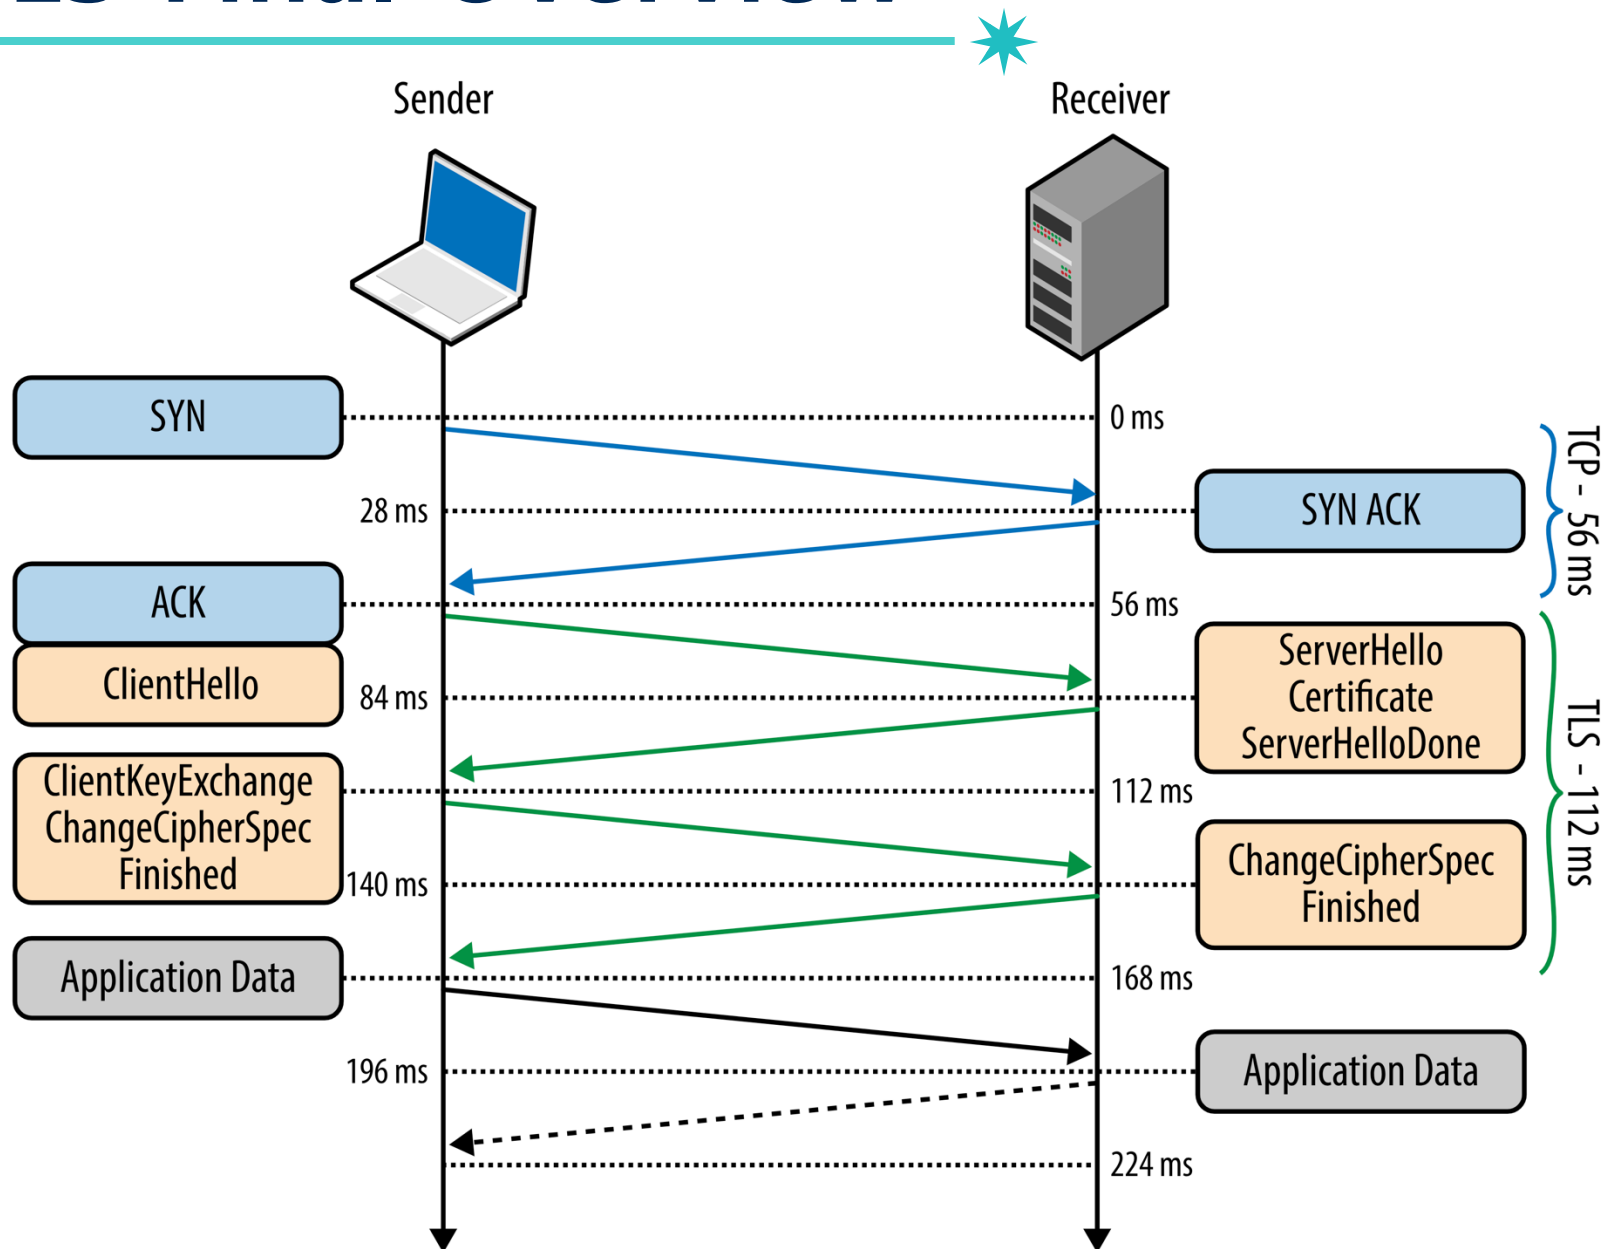 Sender
Receiver
SYN
0 ms
28 ms
SYN ACK
TCP - 56 ms
ACK
56 ms
ClientHello
84 ms
ServerHello
Certificate
ServerHelloDone
TLS - 112 ms
ClientKeyExchange
ChangeCipherSpec
Finished
112 ms
140 ms
ChangeCipherSpec
Finished
Application Data
168 ms
196 ms
Application Data
224 ms